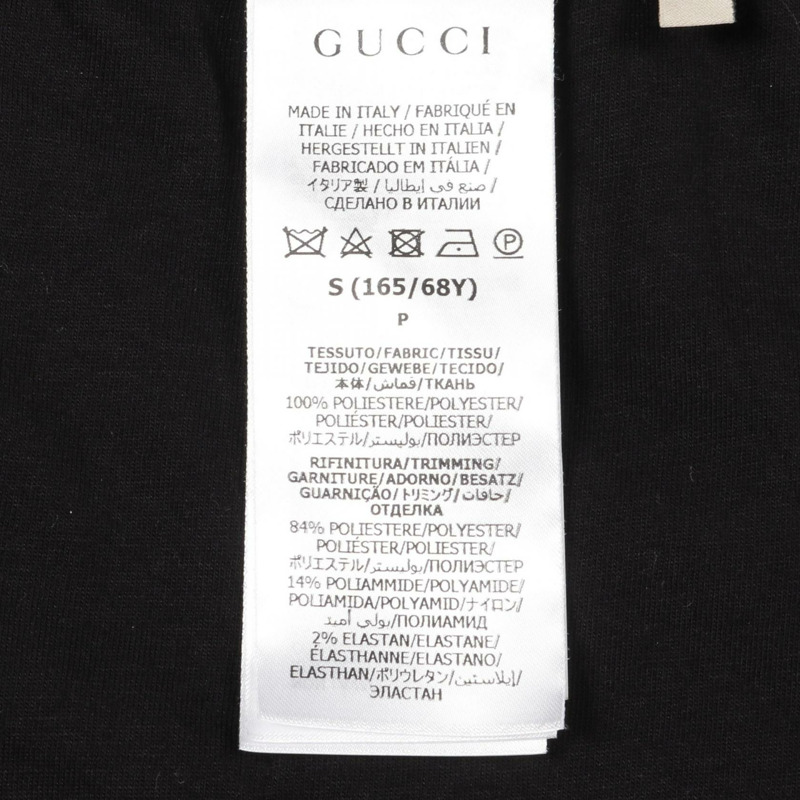 GUCCI
MADE IN ITALY / FABRIQUÉ EN
ITALIE / HECHO EN ITALIA /
HERGESTELLT IN ITALIEN /
FABRICADO EM ITÁLIA /
イタリア製 / صنع في إيطاليا /
СДЕЛАНО В ИТАЛИИ
P
S (165/68Y)
P
TESSUTO/FABRIC/TISSU/
TEJIDO/GEWEBE/TECIDO/
本体/قماش/ТКАНЬ
100% POLIESTERE/POLYESTER/
POLIÉSTER/POLIESTER/
ポリエステル/بوليستر/ПОЛИЭСТЕР
RIFINITURA/TRIMMING/
GARNITURE/ADORNO/BESATZ/
GUARNIÇÃO/トリミング/حافات/
ОТДЕЛКА
84% POLIESTERE/POLYESTER/
POLIÉSTER/POLIESTER/
ポリエステル/بوليستر/ПОЛИЭСТЕР
14% POLIAMMIDE/POLYAMIDE/
POLIAMIDA/POLYAMID/ナイロン/
بولي أميد/ПОЛИАМИД
2% ELASTAN/ELASTANE/
ÉLASTHANNE/ELASTANO/
ELASTHAN/ポリウレタン/إيلاستين/
ЭЛАСТАН